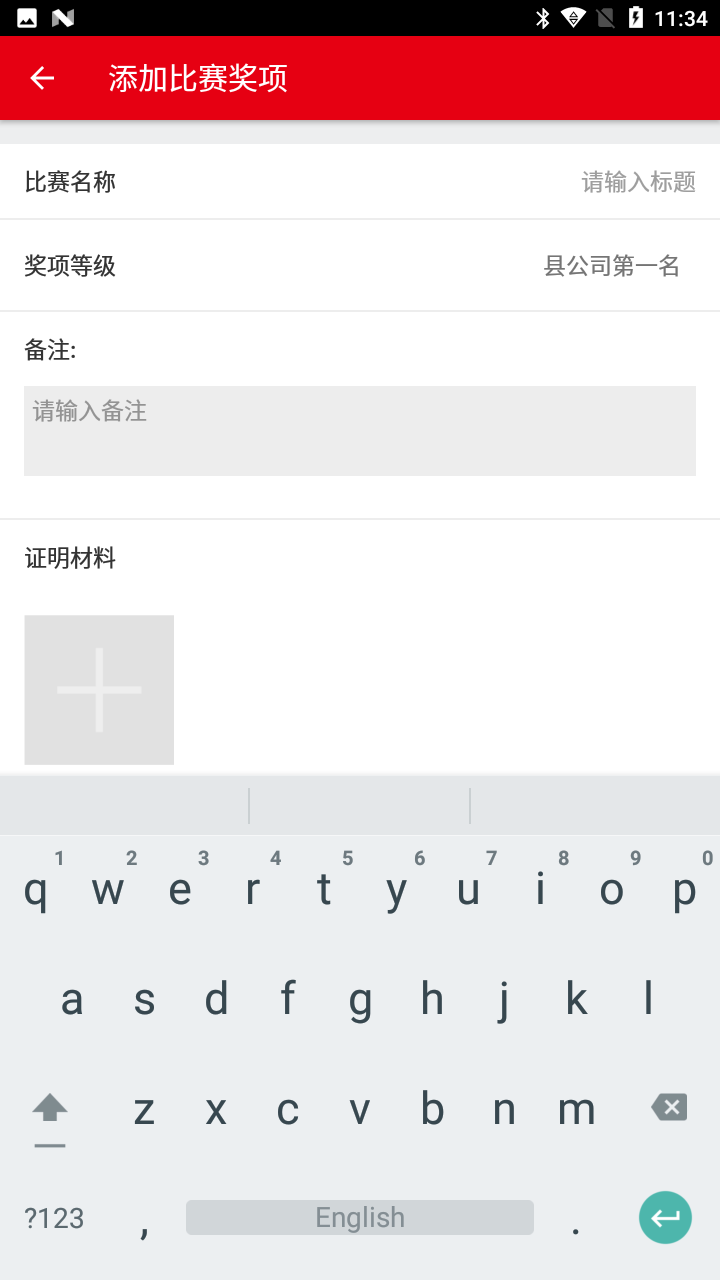 11:34
添加比赛奖项
比赛名称 请输入标题
奖项等级 县公司第一名
备注:
请输入备注
证明材料
1 2 3 4 5 6 7 8 9 0
q w e r t y u i o p
a s d f g h j k l
z x c v b n m
?123 , English .